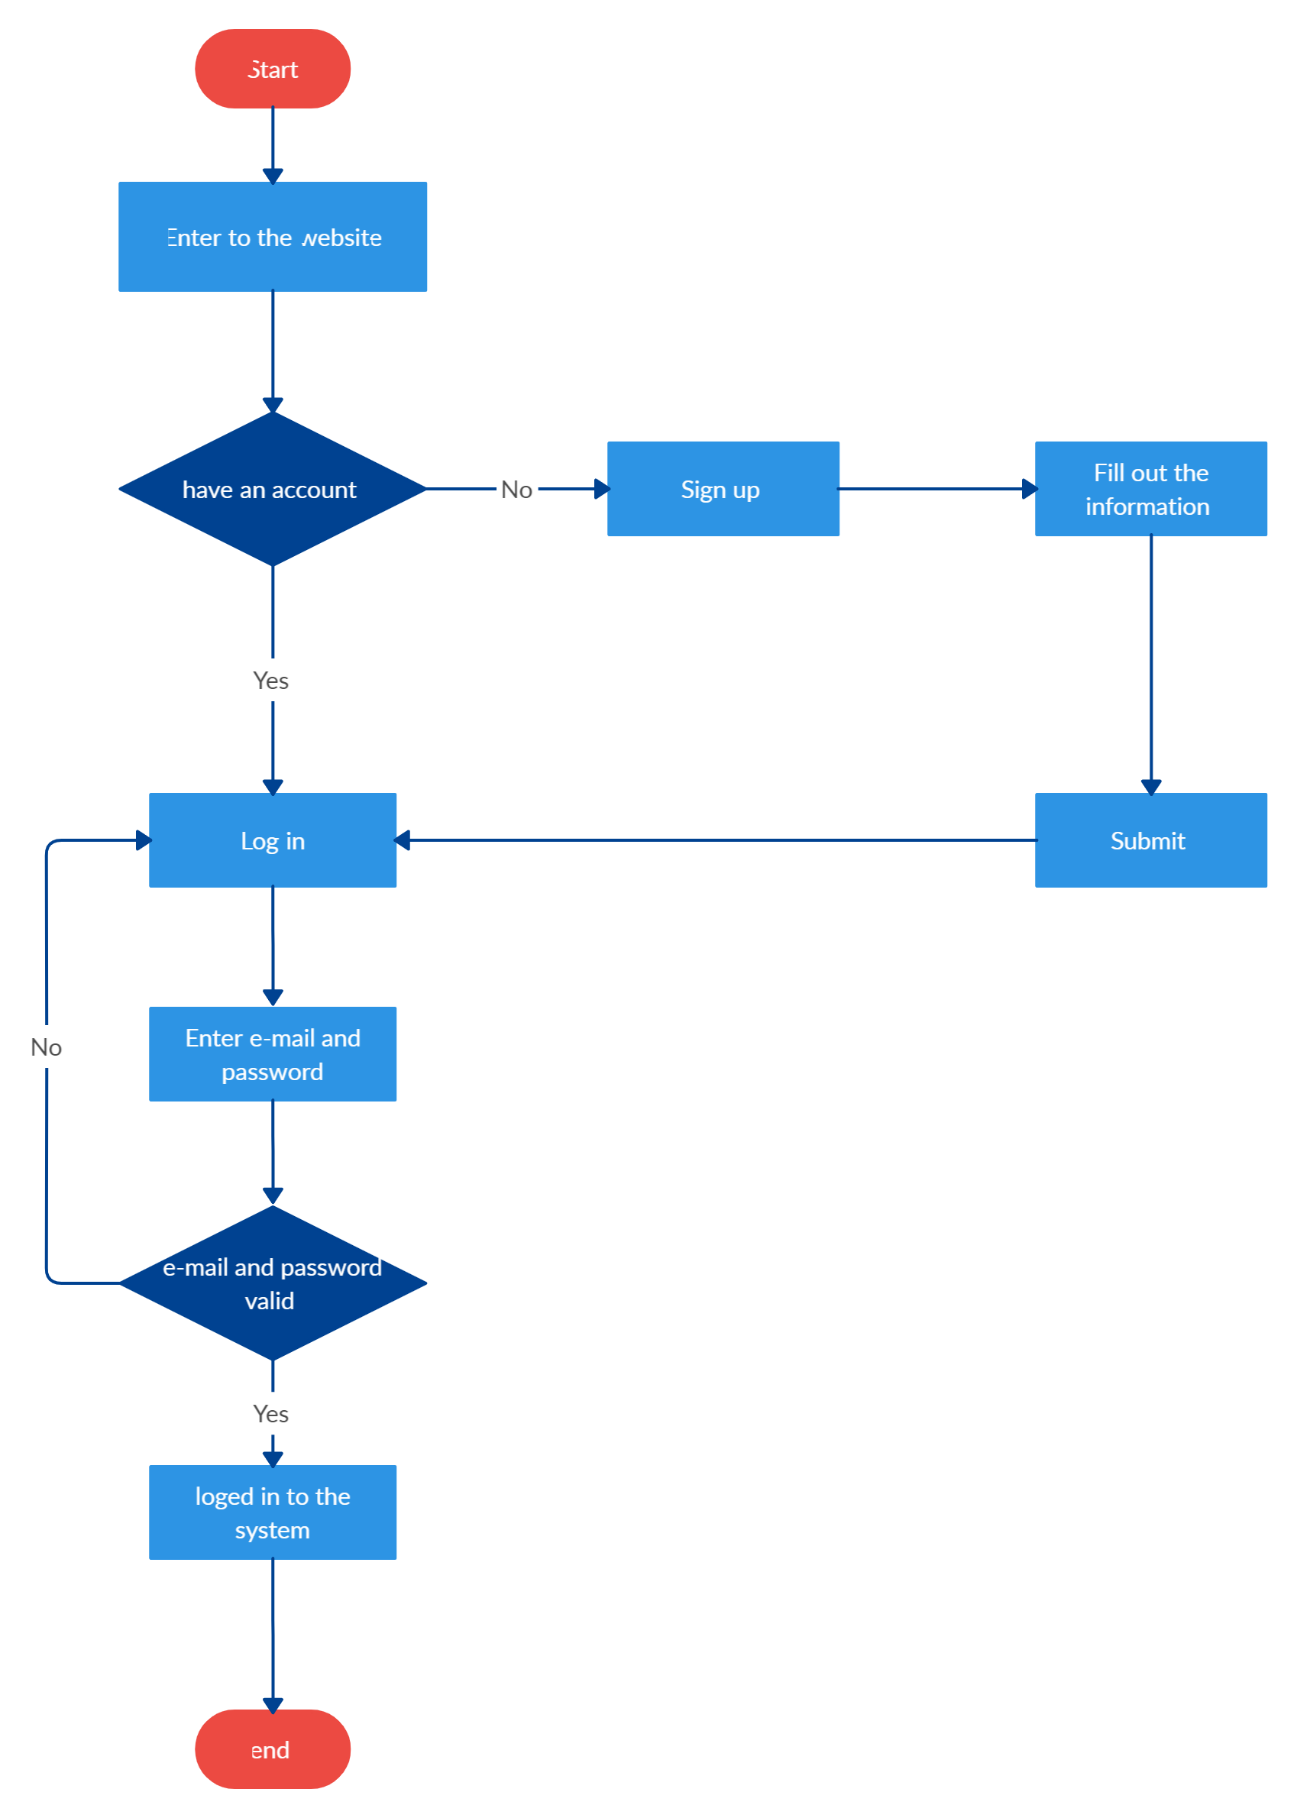 Start
Enter to the website
have an account
No
Sign up
Fill out the
information
Yes
Log in
Submit
No
Enter e-mail and
password
e-mail and password
valid
Yes
loged in to the
system
end